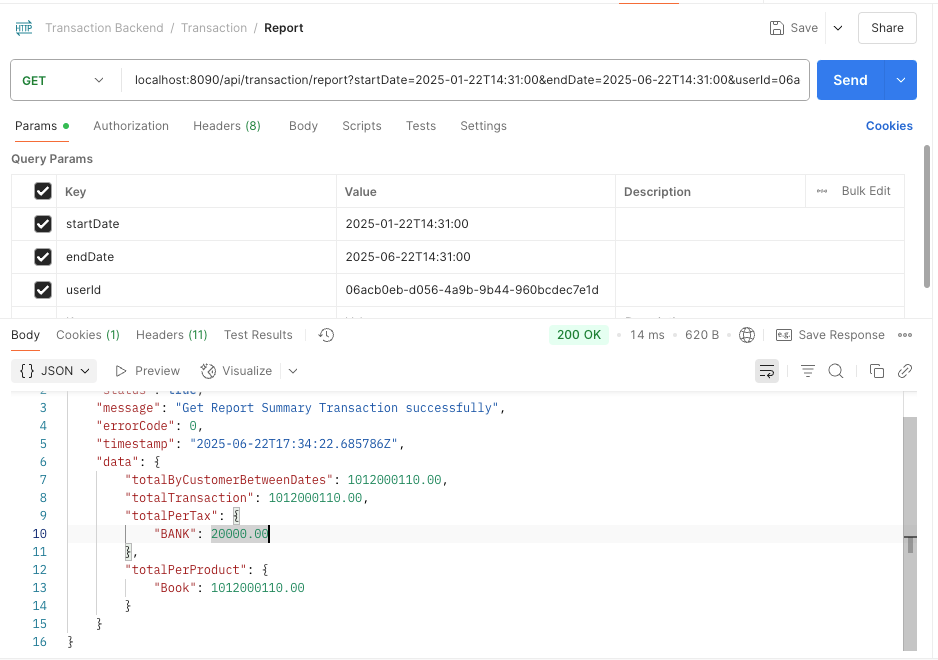 HTTP Transaction Backend / Transaction / Report Save Share
GET localhost:8090/api/transaction/report?startDate=2025-01-22T14:31:00&endDate=2025-06-22T14:31:00&userId=06a Send
Params Authorization Headers (8) Body Scripts Tests Settings Cookies
Query Params
Key Value Description Bulk Edit
startDate 2025-01-22T14:31:00
endDate 2025-06-22T14:31:00
userId 06acb0eb-d056-4a9b-9b44-960bcdec7e1d
Body Cookies (1) Headers (11) Test Results 200 OK 14 ms 620 B e.g. Save Response
{} JSON Preview Visualize
2 "status": true,
3 "message": "Get Report Summary Transaction successfully",
4 "errorCode": 0,
5 "timestamp": "2025-06-22T17:34:22.685786Z",
6 "data": {
7 "totalByCustomerBetweenDates": 1012000110.00,
8 "totalTransaction": 1012000110.00,
9 "totalPerTax": {
10 "BANK": 20000.00
11 },
12 "totalPerProduct": {
13 "Book": 1012000110.00
14 }
15 }
16 }